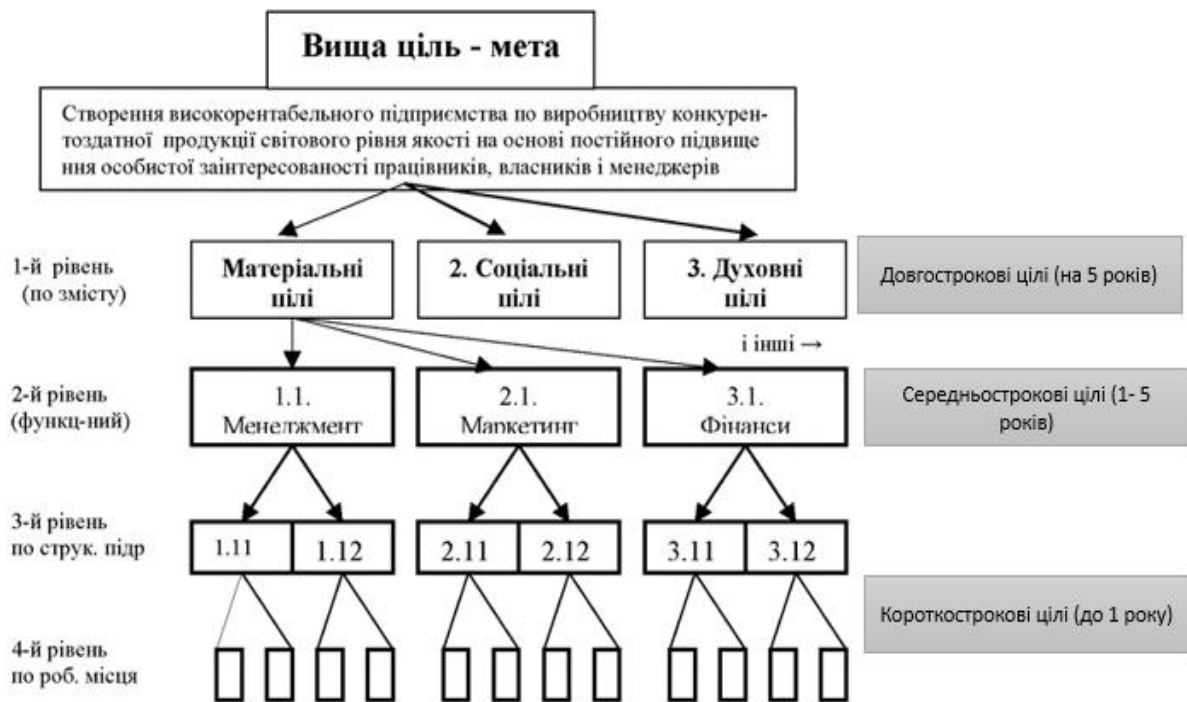 Вища ціль - мета
Створення високорентабельного підприємства по виробництву конкурен-
тоздатної продукції світового рівня якості на основі постійного підвище
ння особистої заінтересованості працівників, власників і менеджерів
1-й рівень
(по змісту)
Матеріальні
цілі
2. Соціальні
цілі
3. Духовні
цілі
Довгострокові цілі (на 5 років)
і інші →
2-й рівень
(функц-ний)
1.1.
Менеджмент
2.1.
Маркетинг
3.1.
Фінанси
Середньострокові цілі (1- 5
років)
3-й рівень
по струк. підр
1.11
1.12
2.11
2.12
3.11
3.12
Короткострокові цілі (до 1 року)
4-й рівень
по роб. місця